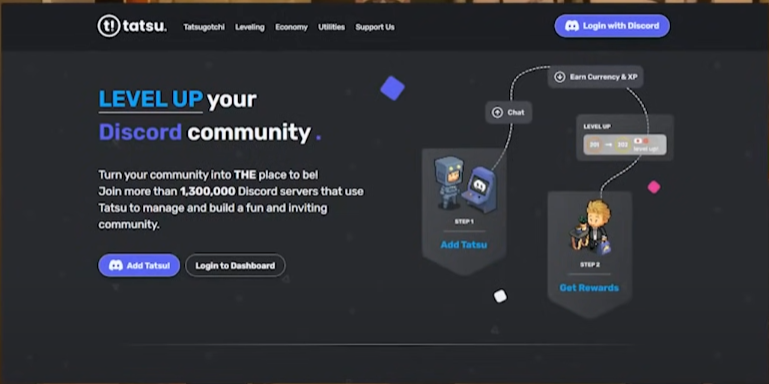 t! tatsu.
Tatsugotchi Leveling Economy Utilities Support Us
Login with Discord
LEVEL UP your
Discord community .
Turn your community into THE place to be!
Join more than 1,300,000 Discord servers that use
Tatsu to manage and build a fun and inviting
community.
Add Tatsu!
Login to Dashboard
Earn Currency & XP
Chat
LEVEL UP
level up!
STEP 1
Add Tatsu
STEP 2
Get Rewards